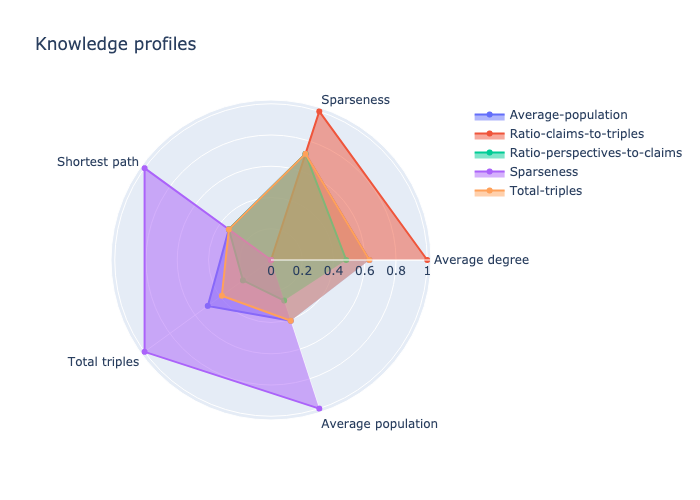 Knowledge profiles
Sparseness
Shortest path
Average degree
0 0.2 0.4 0.6 0.8 1
Total triples
Average population
Average-population
Ratio-claims-to-triples
Ratio-perspectives-to-claims
Sparseness
Total-triples